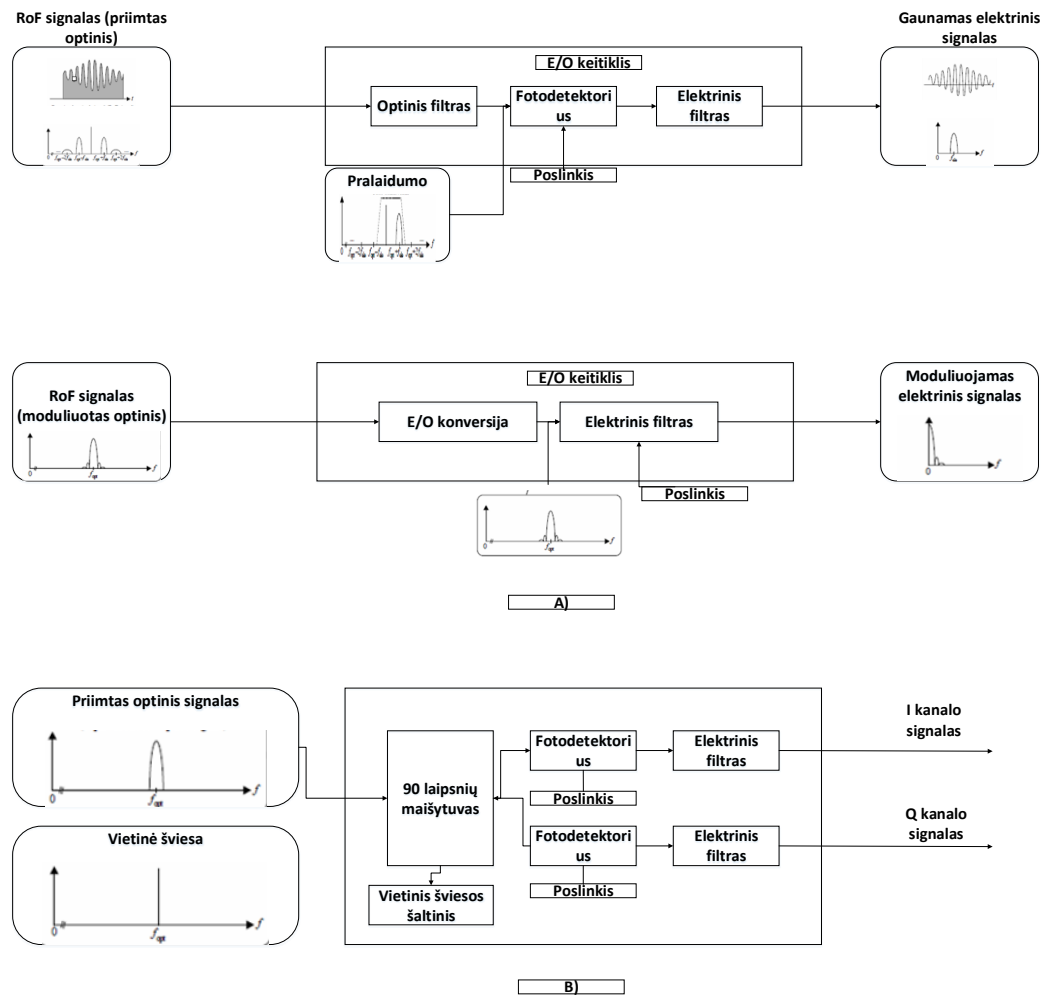 RoF signalas (priimtas
optinis)
Gaunamas elektrinis
signalas
E/O keitiklis
Optinis filtras
Fotodetektori
us
Elektrinis
filtras
Poslinkis
Pralaidumo
RoF signalas
(moduliuotas optinis)
E/O keitiklis
E/O konversija
Elektrinis filtras
Poslinkis
Moduliuojamas
elektrinis signalas
A)
Priimtas optinis signalas
Vietinė šviesa
90 laipsnių
maišytuvas
Vietinis šviesos
šaltinis
Fotodetektori
us
Poslinkis
Elektrinis
filtras
Fotodetektori
us
Poslinkis
Elektrinis
filtras
I kanalo
signalas
Q kanalo
signalas
B)